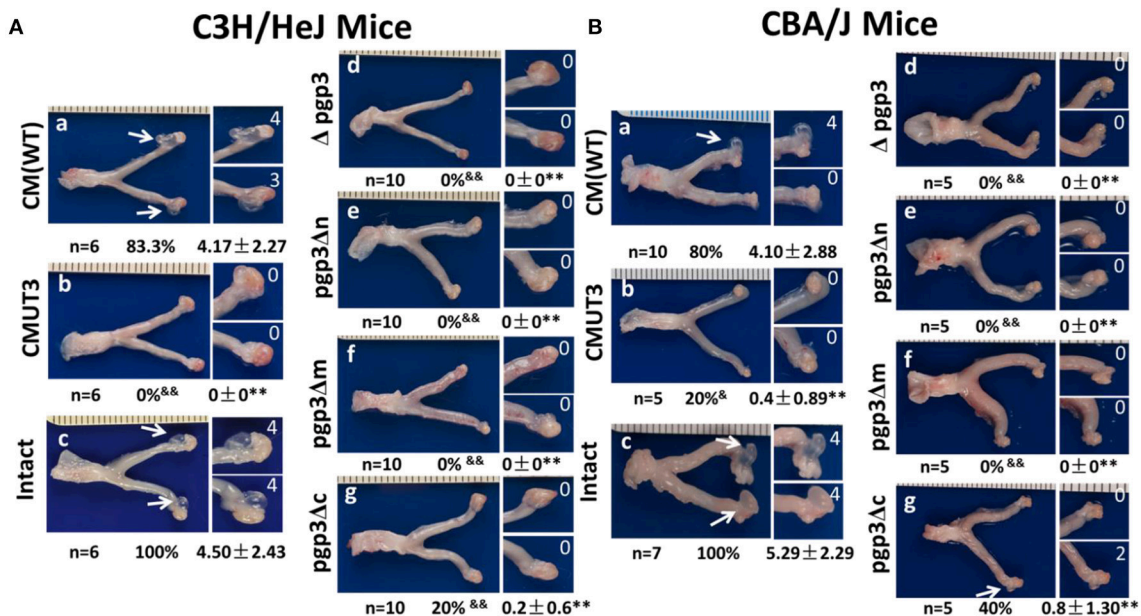 A
C3H/HeJ Mice
CM(WT)
a
4
3
n=6 83.3% 4.17±2.27
CMUT3
b
0
0
n=6 0%&& 0±0**
Intact
c
4
4
n=6 100% 4.50±2.43
Δ pgp3
d
0
0
n=10 0%&& 0±0**
pgp3Δn
e
0
0
n=10 0%&& 0±0**
pgp3Δm
f
0
0
n=10 0%&& 0±0**
pgp3Δc
g
0
0
n=10 20%&& 0.2±0.6**
B
CBA/J Mice
CM(WT)
a
4
0
n=10 80% 4.10±2.88
CMUT3
b
0
0
n=5 20%& 0.4±0.89**
Intact
c
4
4
n=7 100% 5.29±2.29
Δ pgp3
d
0
0
n=5 0%&& 0±0**
pgp3Δn
e
0
0
n=5 0%&& 0±0**
pgp3Δm
f
0
0
n=5 0%&& 0±0**
pgp3Δc
g
0
2
n=5 40% 0.8±1.30**